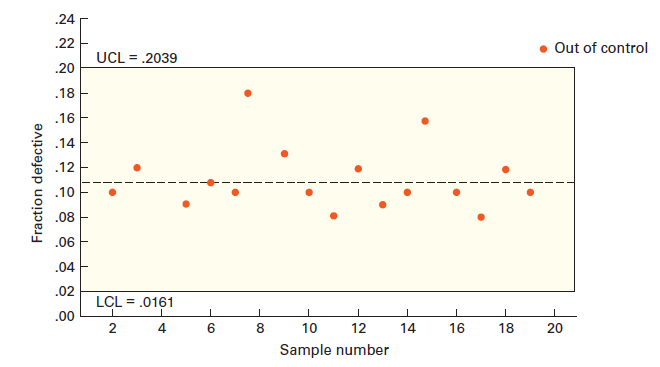 .24
.22
UCL = .2039
Out of control
.20
.18
.16
.14
.12
.10
.08
.06
.04
.02
LCL = .0161
.00
Fraction defective
2 4 6 8 10 12 14 16 18 20
Sample number